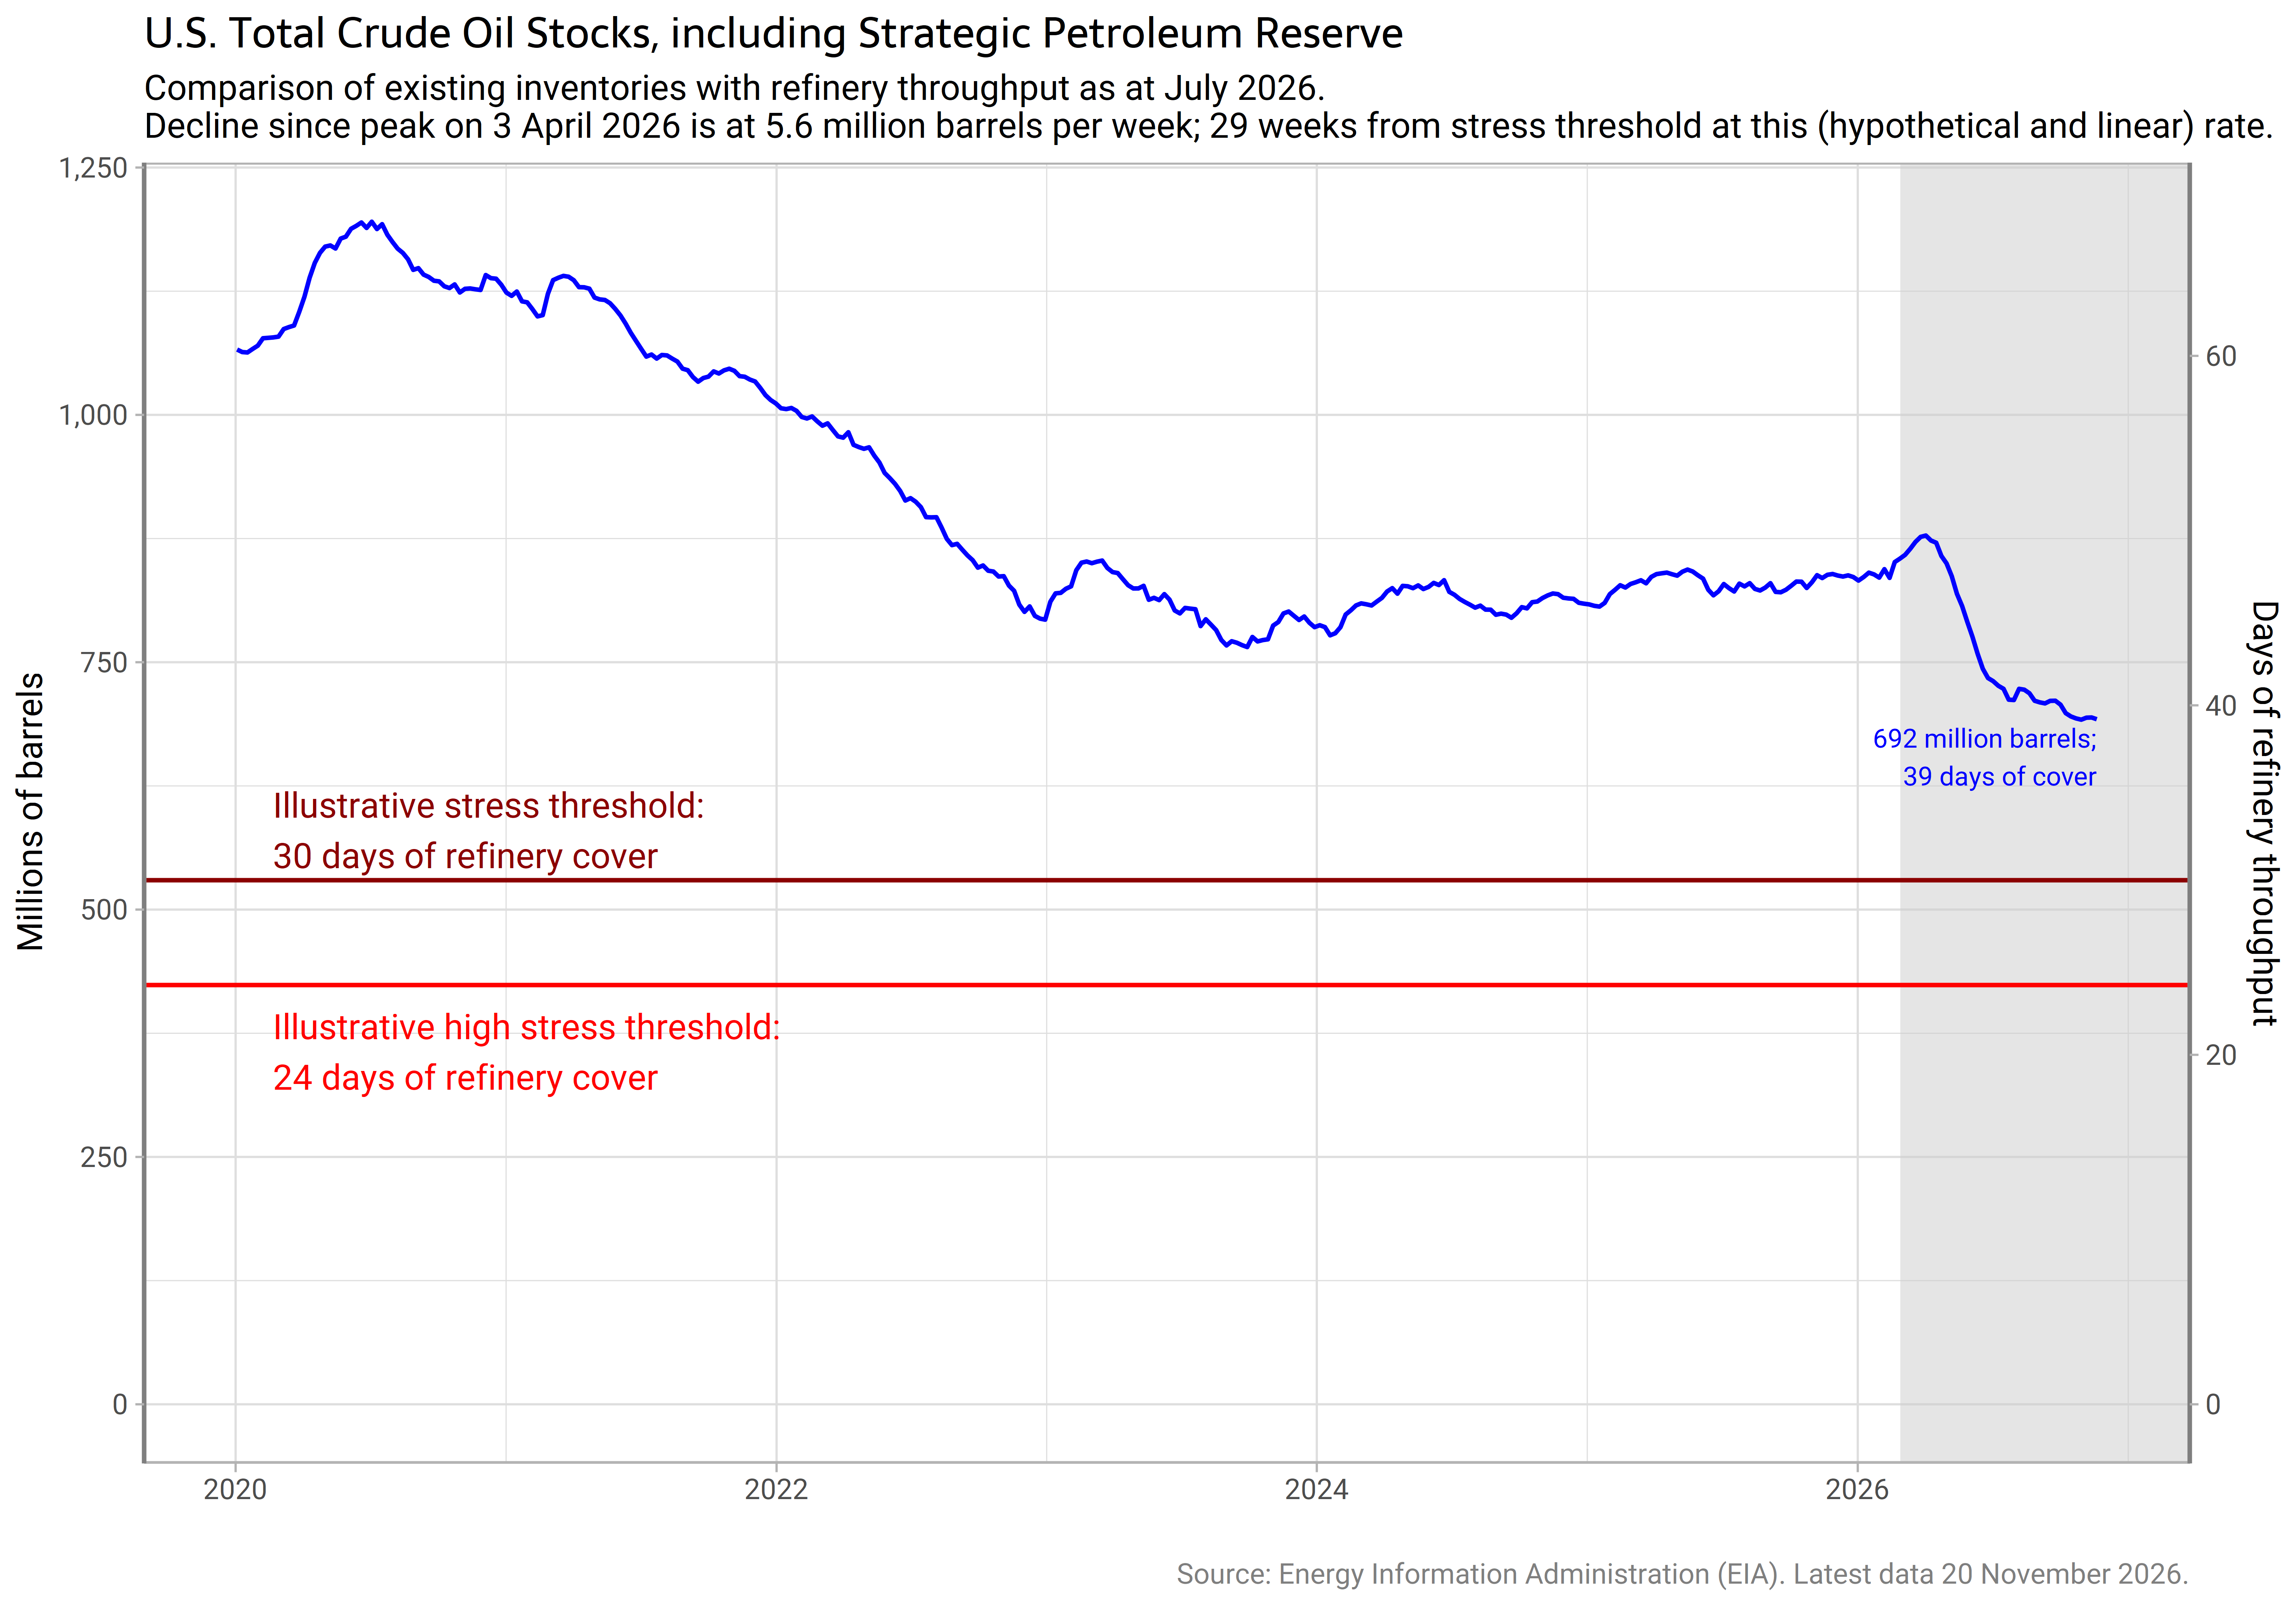 U.S. Total Crude Oil Stocks, including Strategic Petroleum Reserve
Comparison of existing inventories with refinery throughput as at July 2026.
Decline since peak on 3 April 2026 is at 5.6 million barrels per week; 29 weeks from stress threshold at this (hypothetical and linear) rate.
Millions of barrels
1,250
1,000
750
500
250
0
60
40
20
0
Days of refinery throughput
692 million barrels;
39 days of cover
Illustrative stress threshold:
30 days of refinery cover
Illustrative high stress threshold:
24 days of refinery cover
2020
2022
2024
2026
Source: Energy Information Administration (EIA). Latest data 20 November 2026.